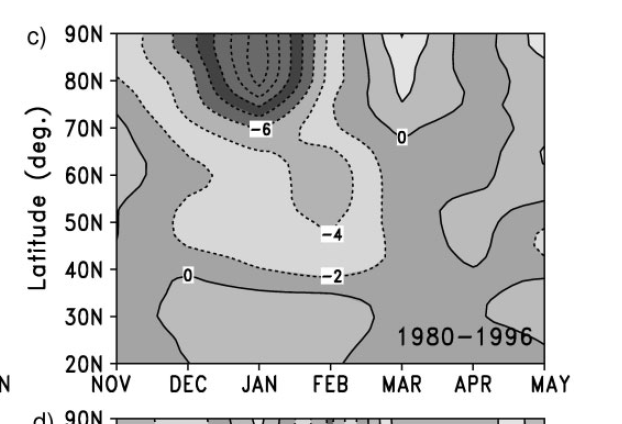 c)
90N
80N
70N
60N
50N
40N
30N
20N
Latitude (deg.)
-6
0
-4
-2
0
1980-1996
NOV DEC JAN FEB MAR APR MAY
N
d) 90N